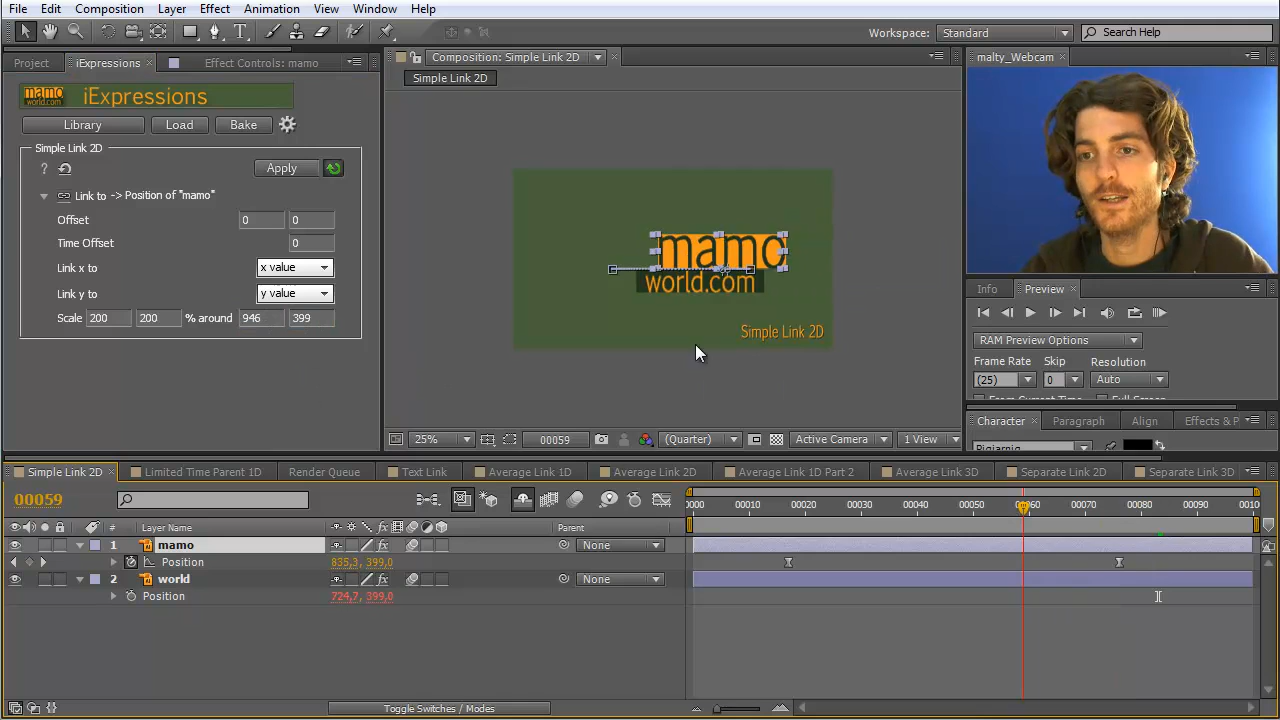 File Edit Composition Layer Effect Animation View Window Help
Workspace: Standard Search Help
Project iExpressions Effect Controls: mamo
Composition: Simple Link 2D
malty_Webcam
Simple Link 2D
mamo
world.com
iExpressions
Library Load Bake
Simple Link 2D
? Apply
Link to -> Position of "mamo"
Offset 0 0
Time Offset 0
Link x to x value
Link y to y value
Scale 200 200 % around 946 399
mamo
world.com
Simple Link 2D
Info Preview
RAM Preview Options
Frame Rate Skip Resolution
(25) 0 Auto
From Current Time Full Screen
Character Paragraph Align Effects & P
25% 00059 (Quarter) Active Camera 1 View
Simple Link 2D Limited Time Parent 1D Render Queue Text Link Average Link 1D Average Link 2D Average Link 1D Part 2 Average Link 3D Separate Link 2D Separate Link 3D
00059
0000 00010 00020 00030 00040 00050 00060 00070 00080 00090 0010
# Layer Name fx Parent
1 mamo fx None
Position 835,3, 399,0
2 world fx None
Position 724,7, 399,0
Toggle Switches / Modes